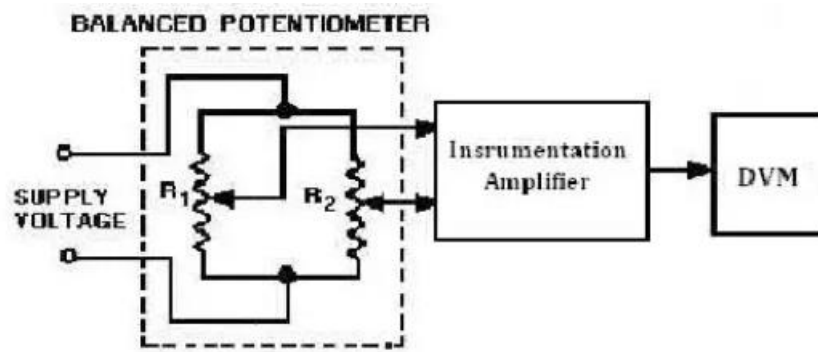 BALANCED POTENTIOMETER
SUPPLY
VOLTAGE
R1
R2
Insrumentation
Amplifier
DVM